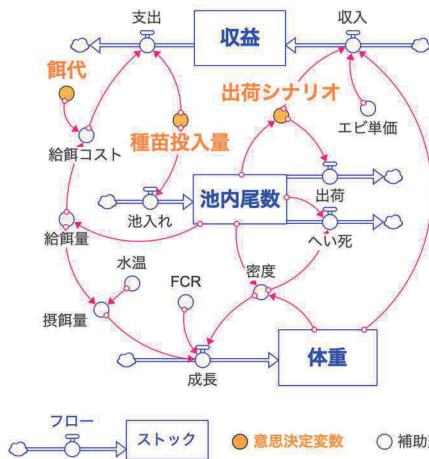 支出
収益
収入
餌代
出荷シナリオ
種苗投入量
エビ単価
給餌コスト
池内尾数
出荷
池入れ
給餌量
へい死
水温
FCR
密度
摂餌量
体重
成長
フロー
ストック
意思決定変数
補助